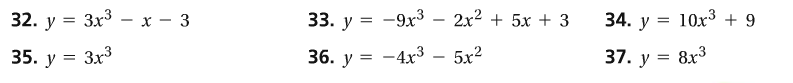 32. y = 3x³ − x − 3 33. y = −9x³ − 2x² + 5x + 3 34. y = 10x³ + 9
35. y = 3x³ 36. y = −4x³ − 5x² 37. y = 8x³